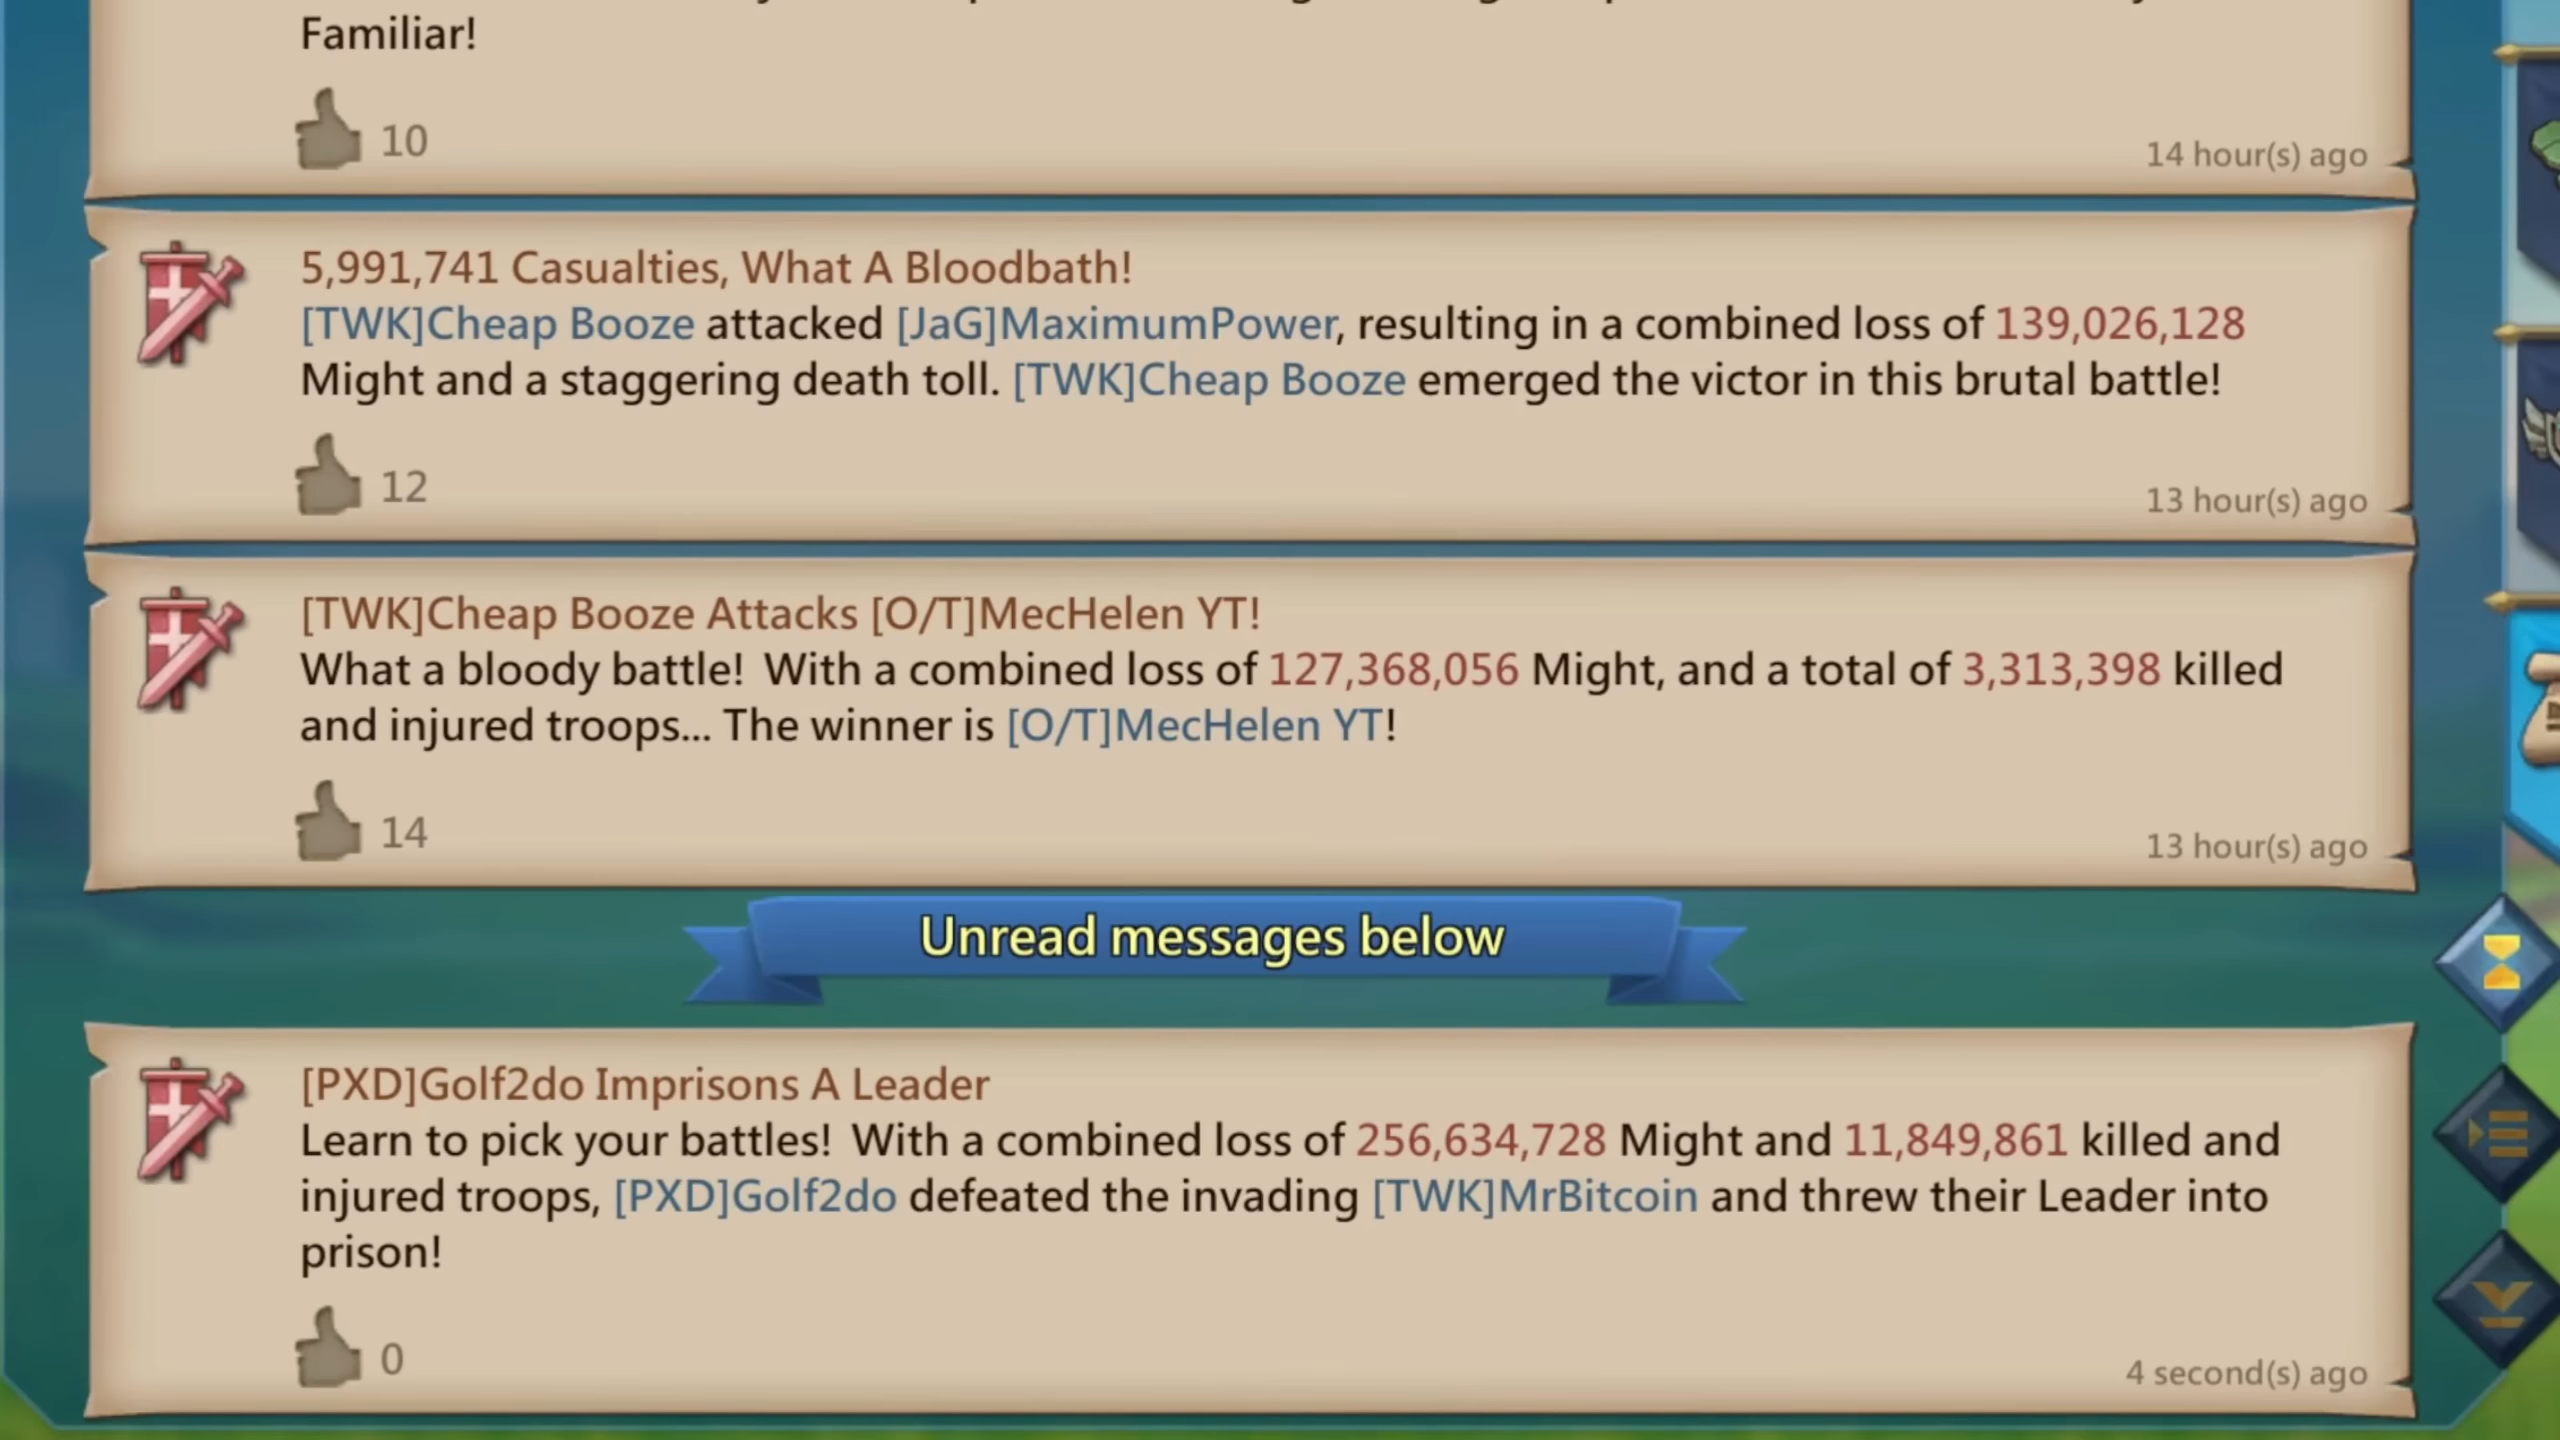 Familiar!
10
14 hour(s) ago
5,991,741 Casualties, What A Bloodbath!
[TWK]Cheap Booze attacked [JaG]MaximumPower, resulting in a combined loss of 139,026,128
Might and a staggering death toll. [TWK]Cheap Booze emerged the victor in this brutal battle!
12
13 hour(s) ago
[TWK]Cheap Booze Attacks [O/T]MecHelen YT!
What a bloody battle! With a combined loss of 127,368,056 Might, and a total of 3,313,398 killed
and injured troops... The winner is [O/T]MecHelen YT!
14
13 hour(s) ago
Unread messages below
[PXD]Golf2do Imprisons A Leader
Learn to pick your battles! With a combined loss of 256,634,728 Might and 11,849,861 killed and
injured troops, [PXD]Golf2do defeated the invading [TWK]MrBitcoin and threw their Leader into
prison!
0
4 second(s) ago